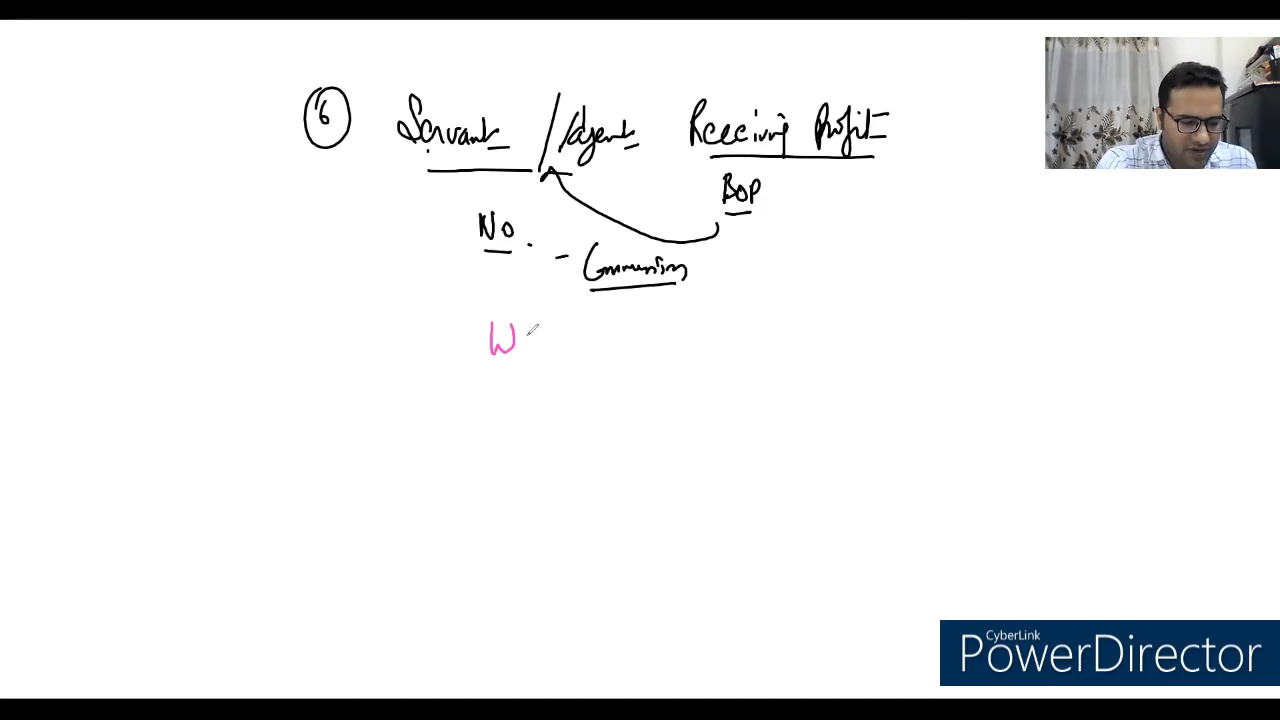 6 Servant / Agent Receiving Profit
BOP
No.
- Commission
W
CyberLink
PowerDirector